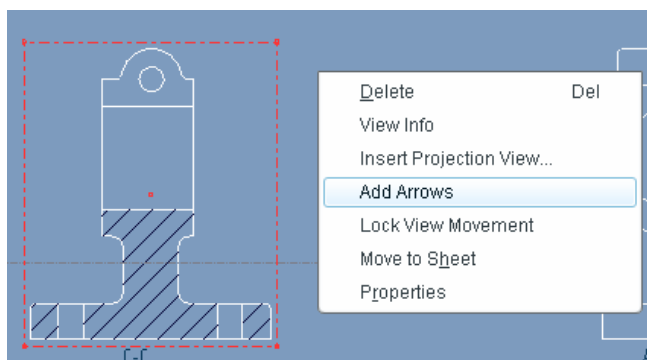 Delete Del
View Info
Insert Projection View...
Add Arrows
Lock View Movement
Move to Sheet
Properties